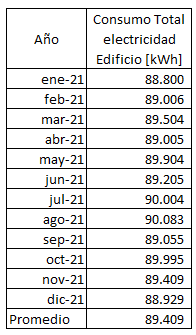 Año Consumo Total electricidad Edificio [kWh]
ene-21 88.800
feb-21 89.006
mar-21 89.504
abr-21 89.005
may-21 89.904
jun-21 89.205
jul-21 90.004
ago-21 90.083
sep-21 89.055
oct-21 89.995
nov-21 89.409
dic-21 88.929
Promedio 89.409